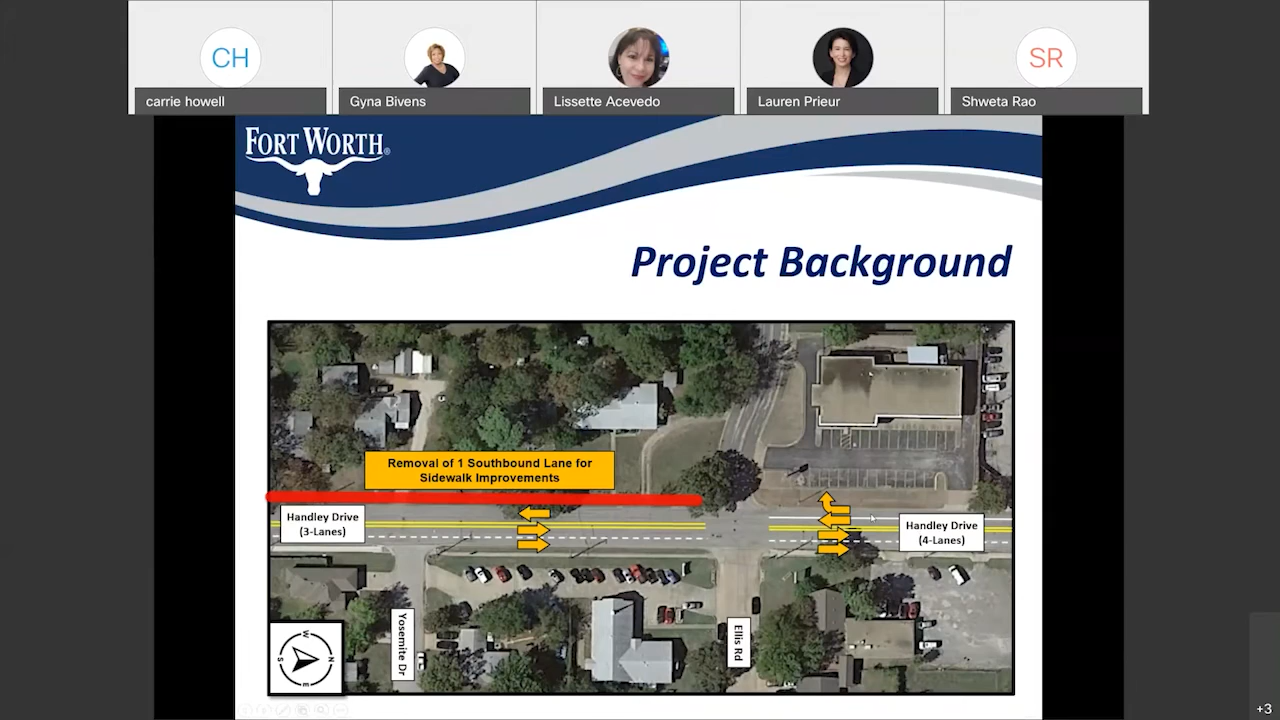 CH
SR
carrie howell
Gyna Bivens
Lissette Acevedo
Lauren Prieur
Shweta Rao
FORT WORTH®
Project Background
Removal of 1 Southbound Lane for
Sidewalk Improvements
Handley Drive
(3-Lanes)
Handley Drive
(4-Lanes)
Yosemite Dr
Ellis Rd
W
S
N
E
+3